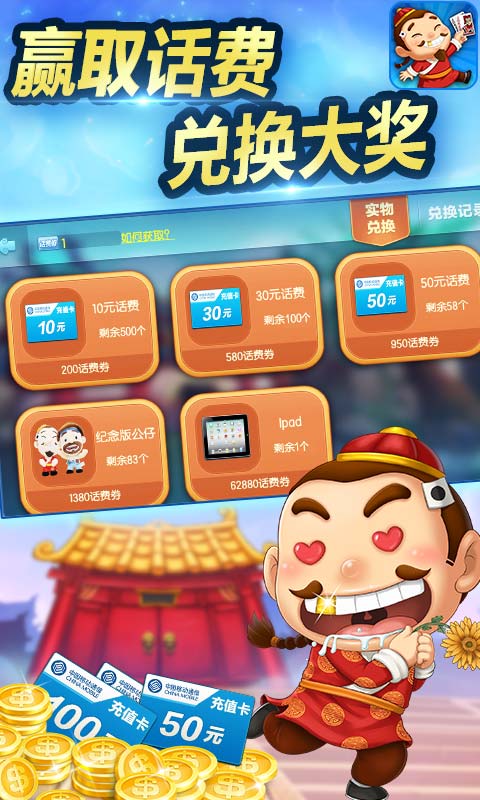 赢取话费
兑换大奖
话费券 1
如何获取?
实物
兑换
兑换记录
充值卡
10元
10元话费
剩余500个
200话费券
充值卡
30元
30元话费
剩余100个
580话费券
充值卡
50元
50元话费
剩余58个
950话费券
纪念版公仔
剩余83个
1380话费券
Ipad
剩余1个
62880话费券
中国移动通信
CHINA MOBILE
充值卡
100元
中国移动通信
中国移动通信
CHINA MOBILE
充值卡
50元